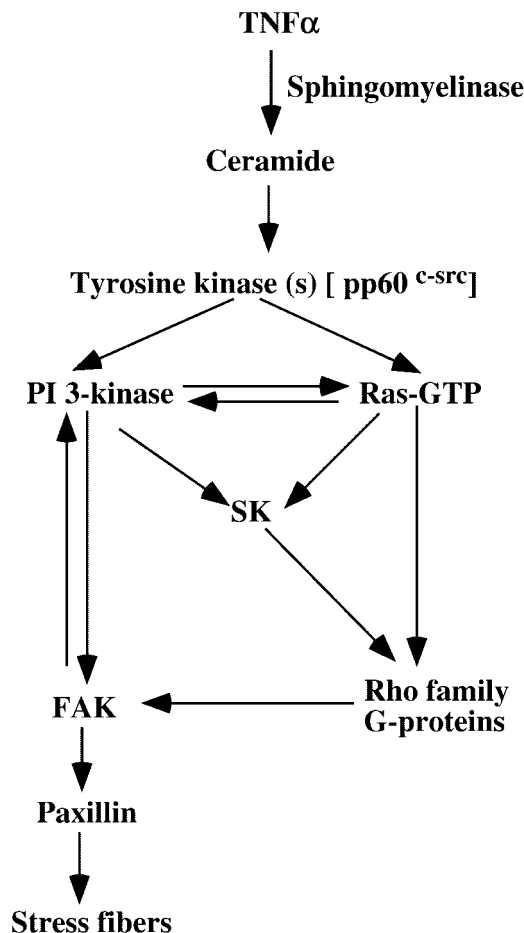 TNFα
Sphingomyelinase
Ceramide
Tyrosine kinase (s) [ pp60 c-src]
PI 3-kinase Ras-GTP
SK
FAK
Rho family
G-proteins
Paxillin
Stress fibers